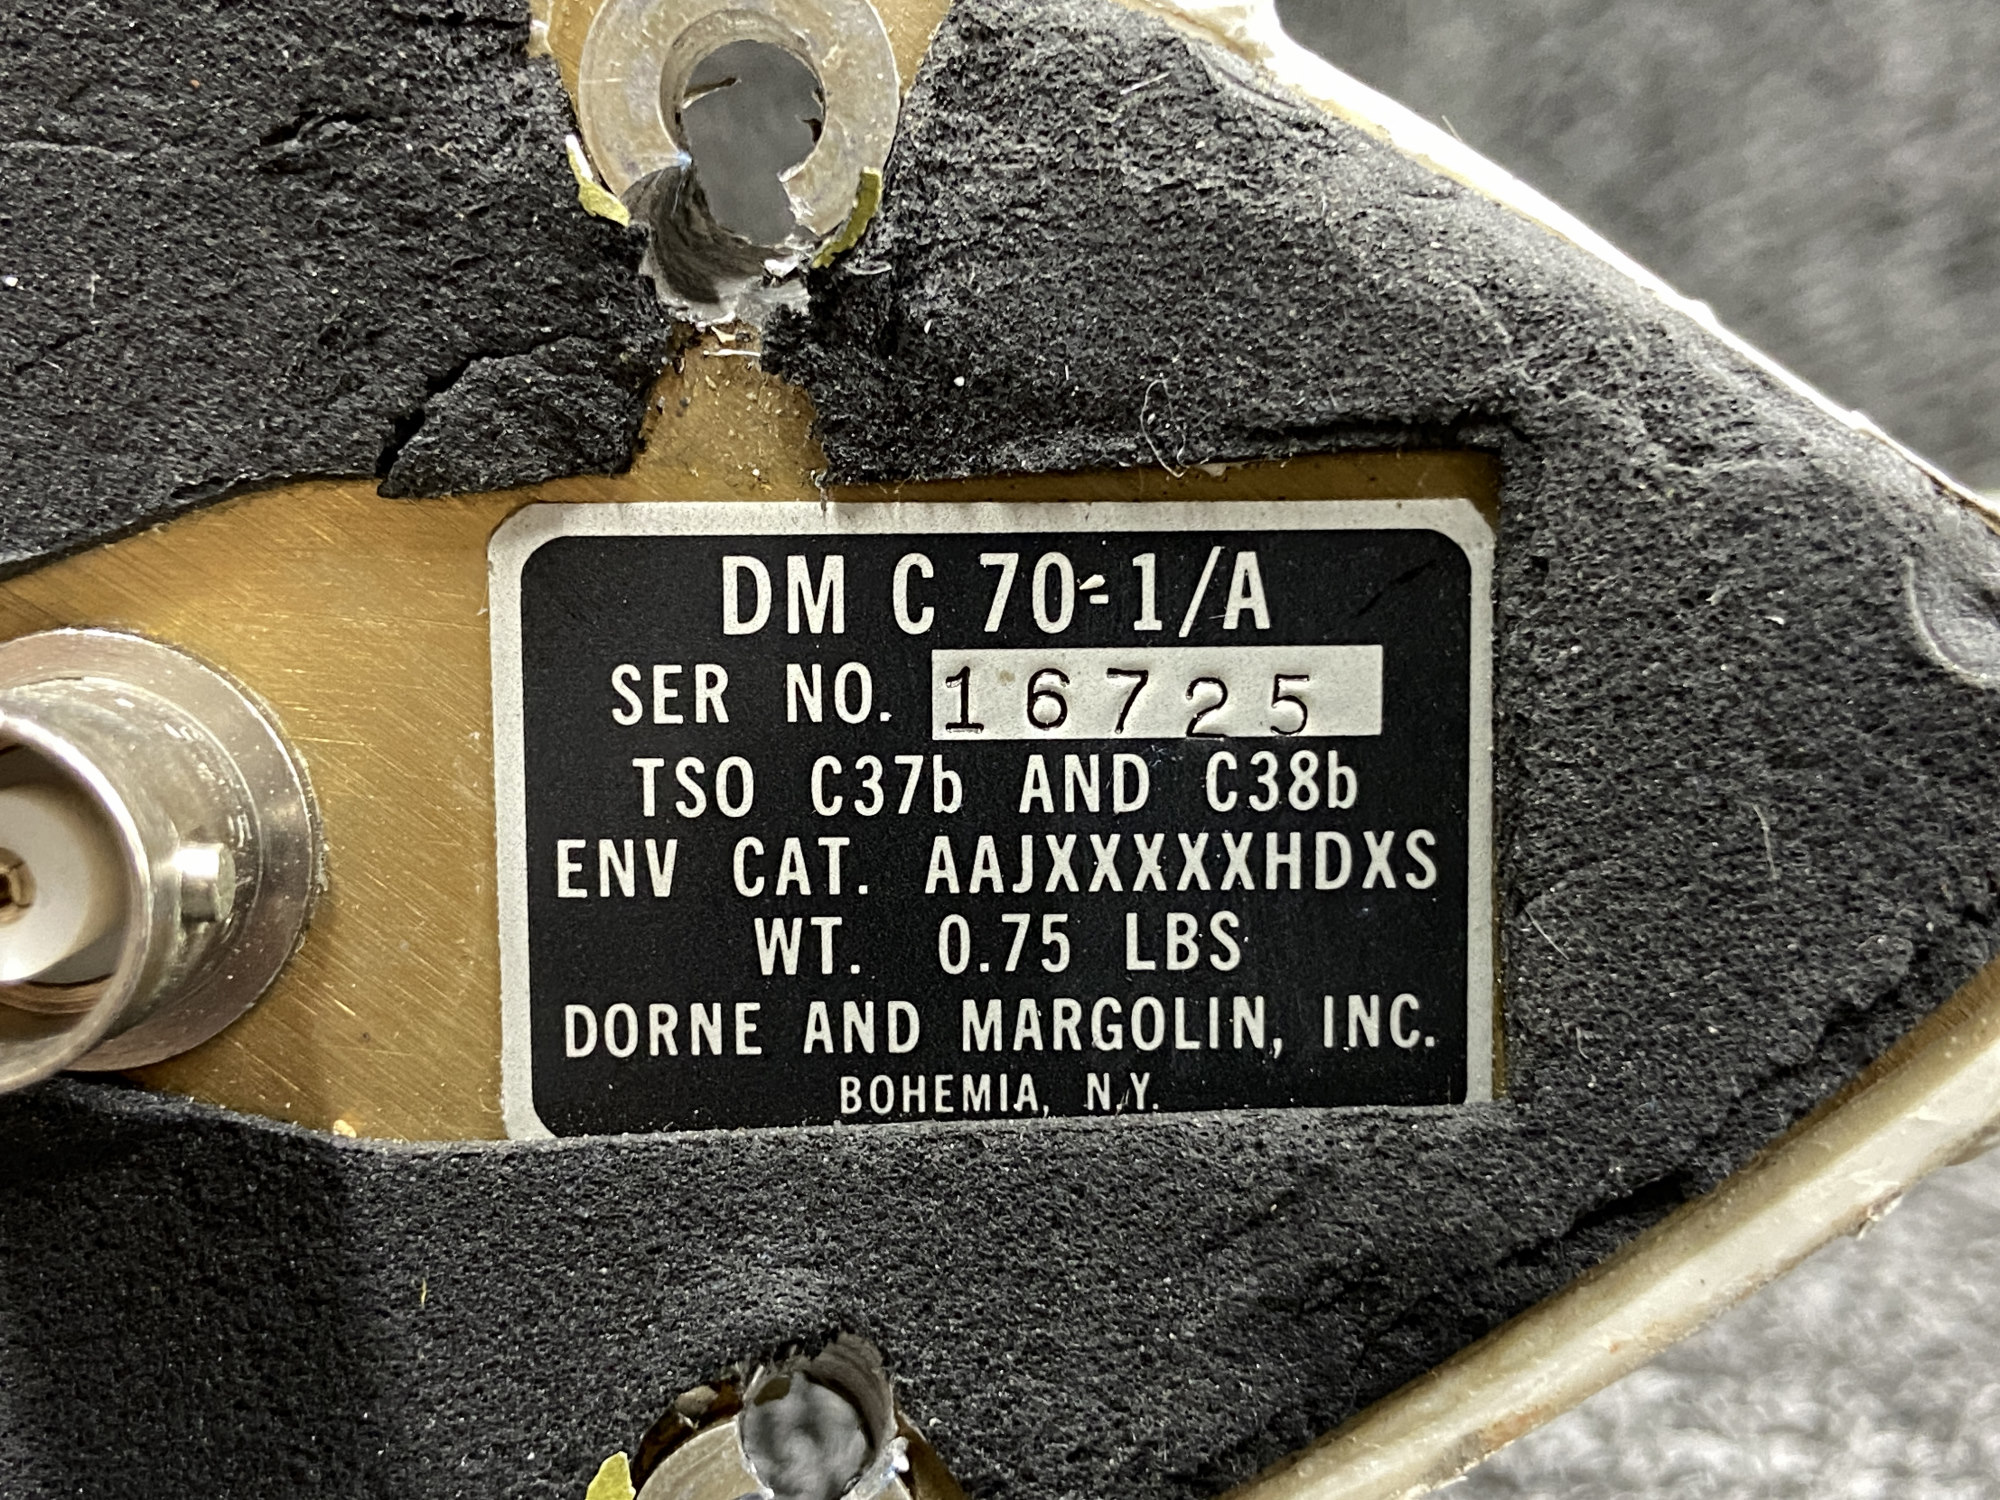 DM C 70-1/A
SER NO. 16725
TSO C37b AND C38b
ENV CAT. AAJXXXXXHDXS
WT. 0.75 LBS
DORNE AND MARGOLIN, INC.
BOHEMIA, N.Y.